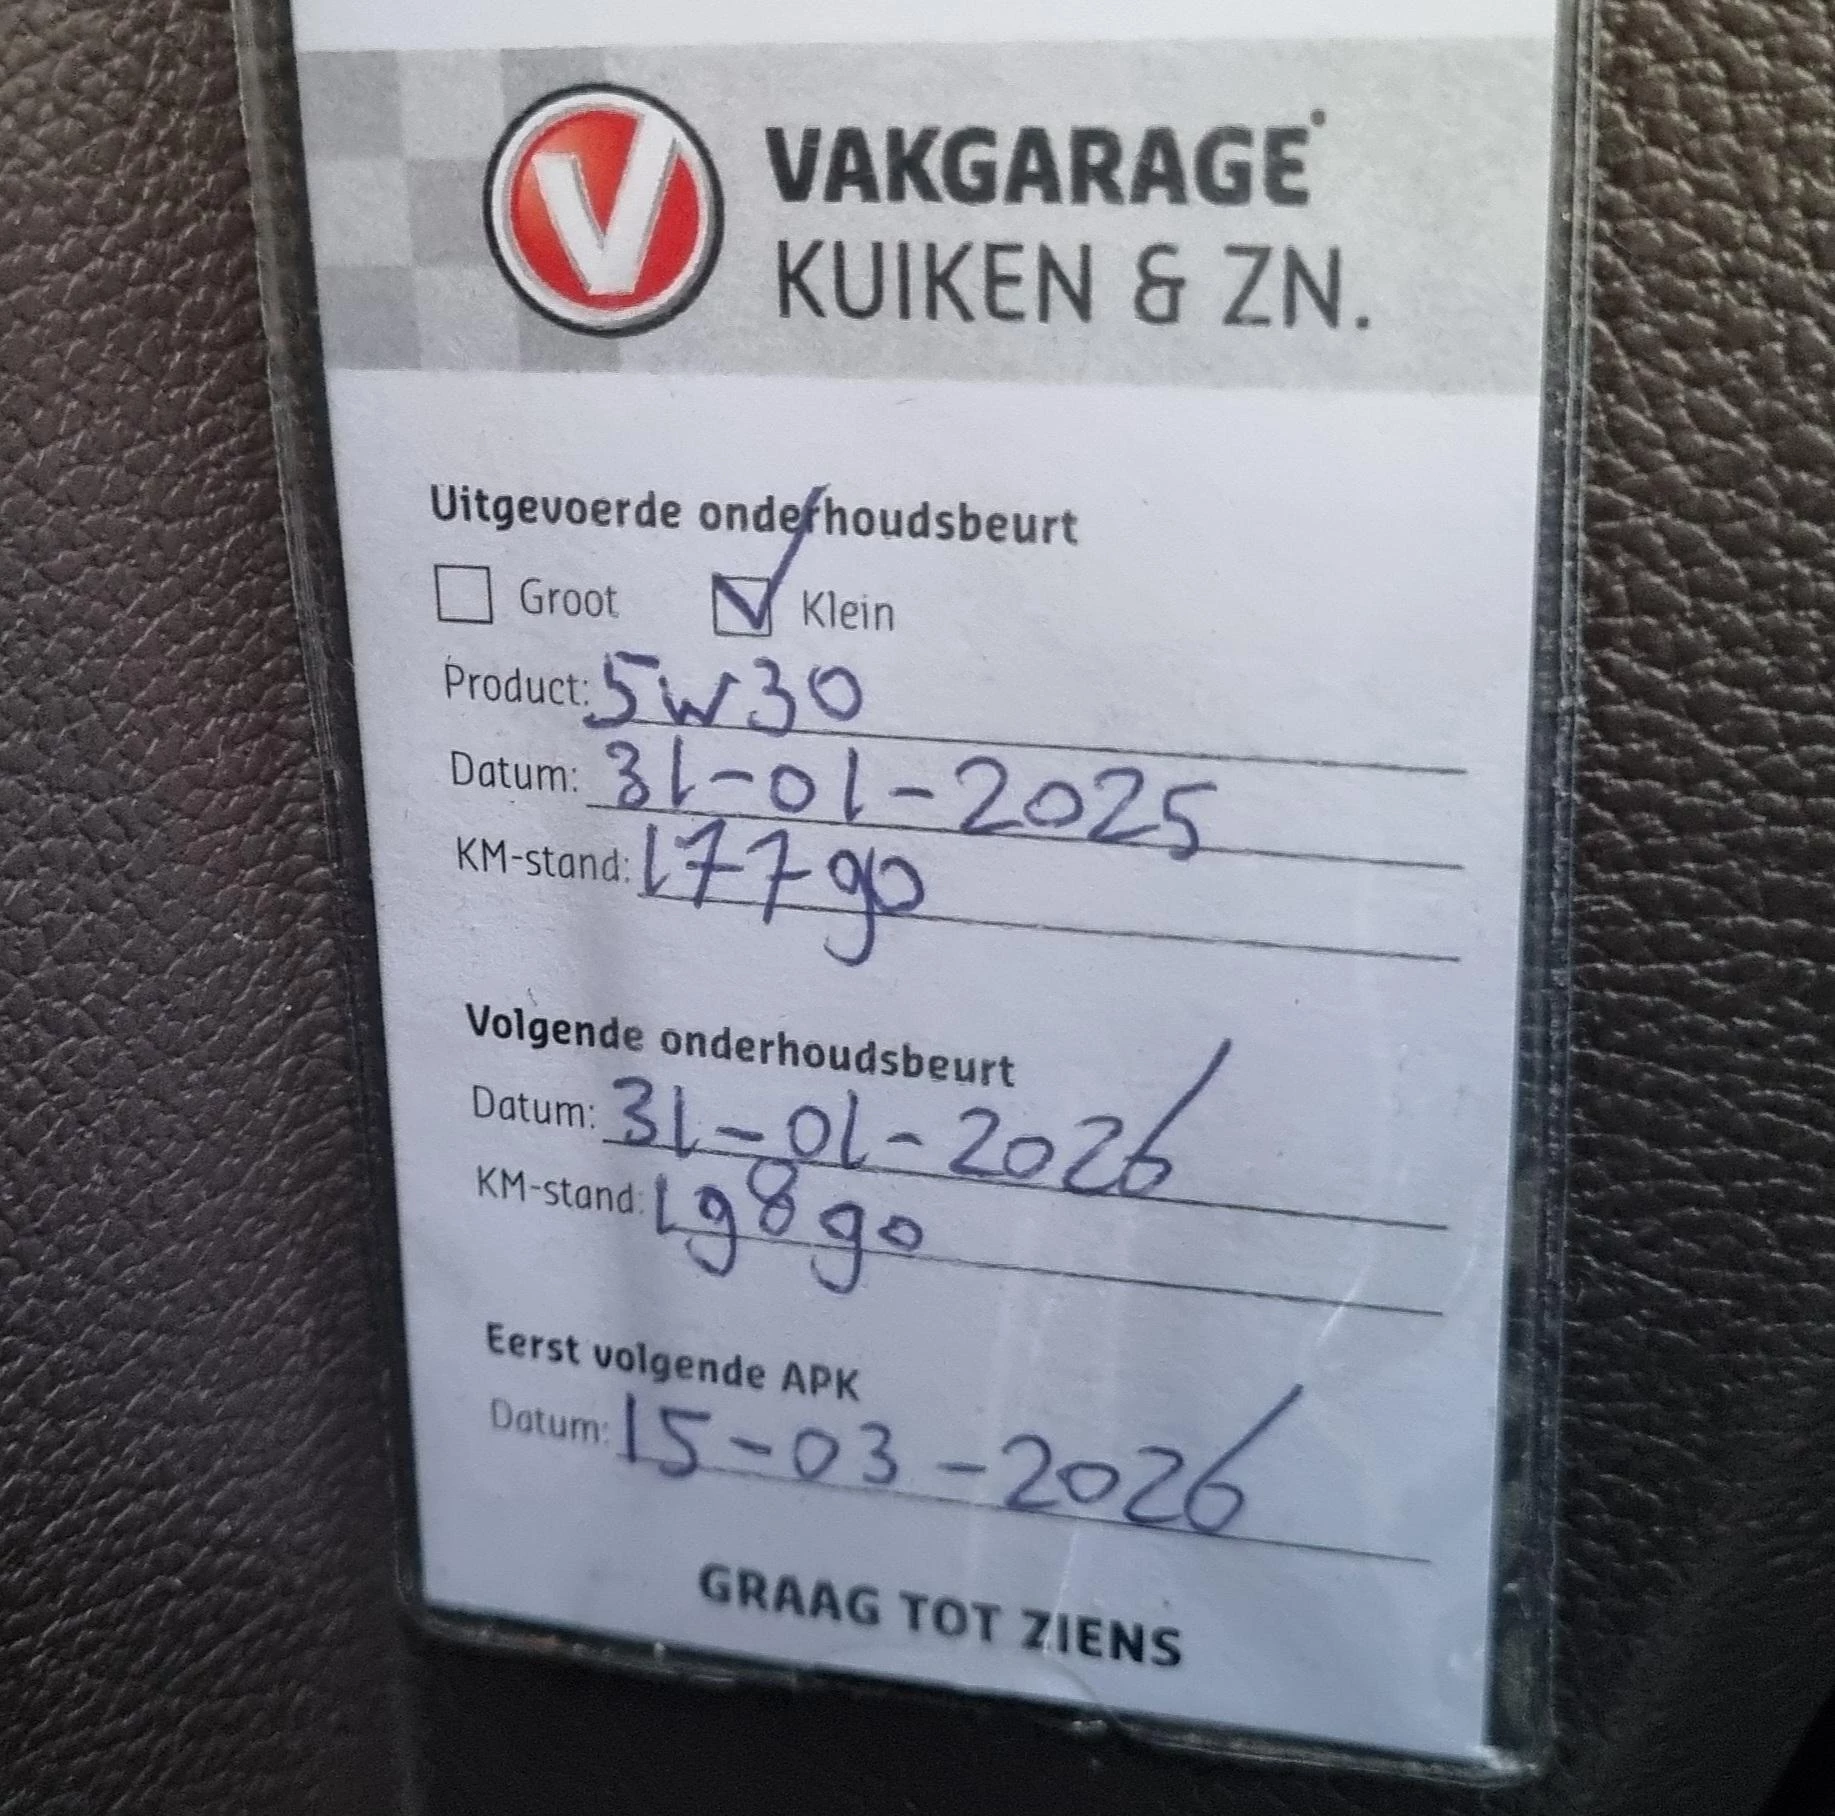 V VAKGARAGE
KUIKEN & ZN.
Uitgevoerde onderhoudsbeurt
Groot Klein
Product: 5w30
Datum: 31-01-2025
KM-stand: 17790
Volgende onderhoudsbeurt
Datum: 31-01-2026
KM-stand: 19890
Eerst volgende APK
Datum: 15-03-2026
GRAAG TOT ZIENS